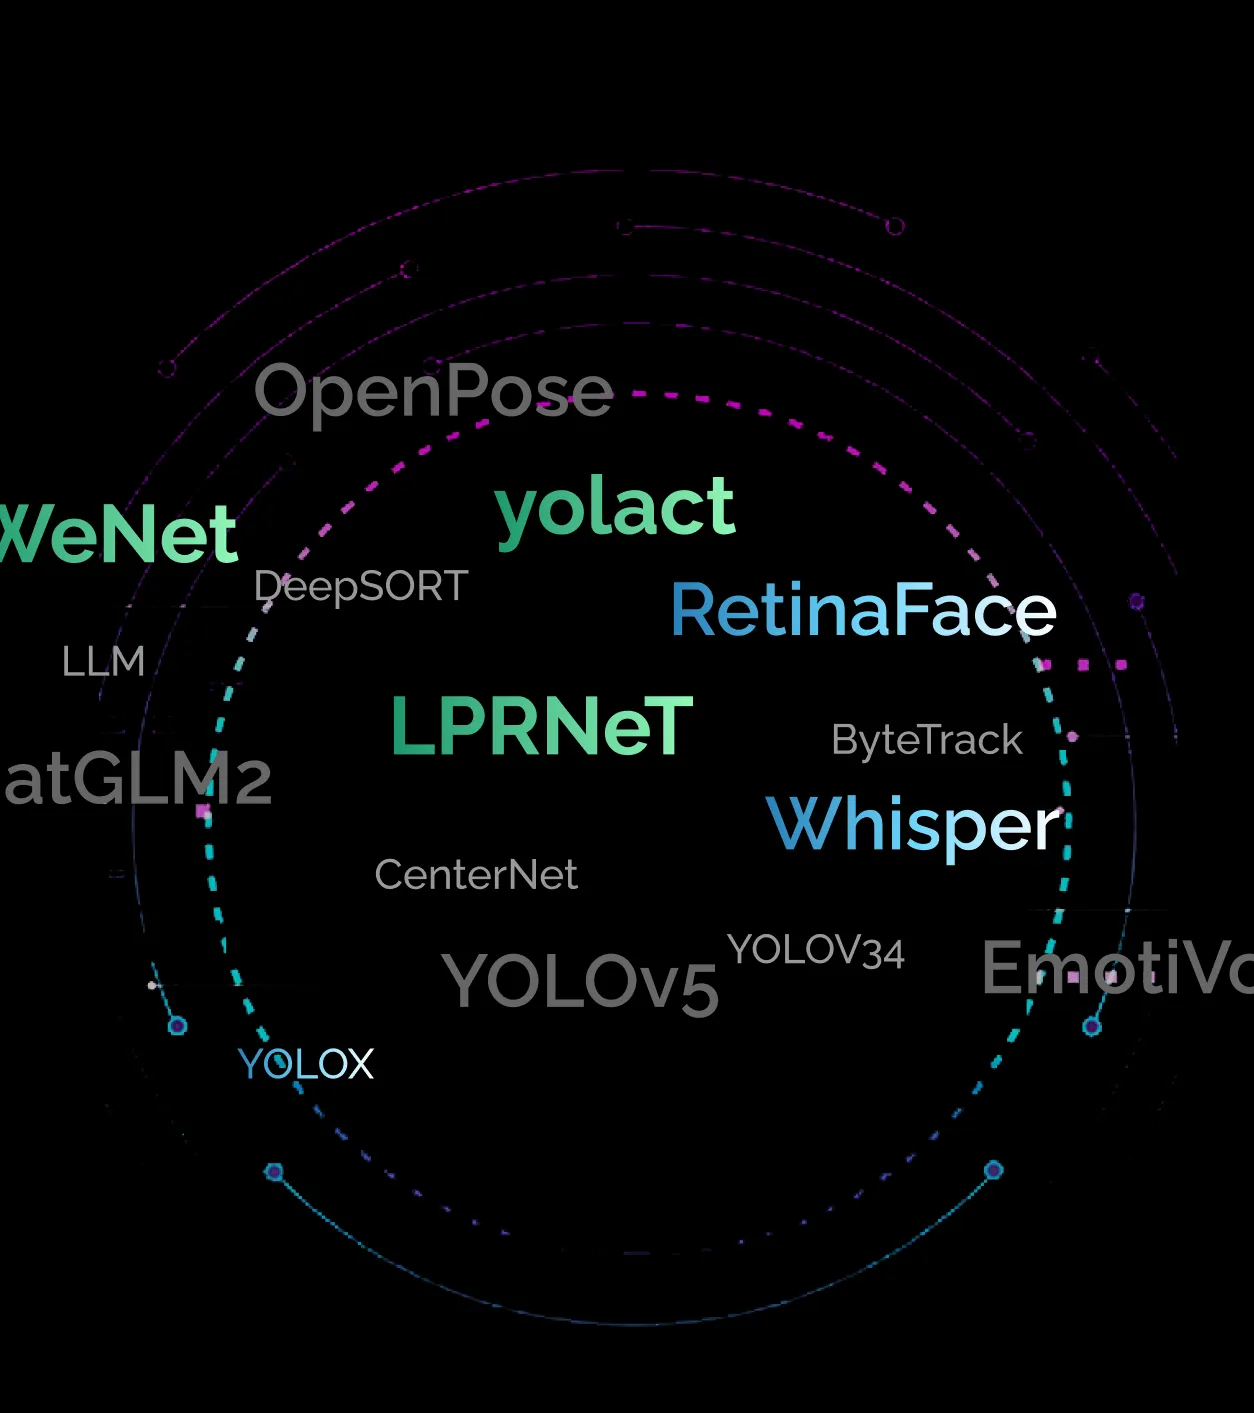 OpenPose
yolact
WeNet
DeepSORT
RetinaFace
LLM
LPRNeT
ByteTrack
atGLM2
Whisper
CenterNet
YOLOV34
EmotiVo
YOLOv5
YOLOX